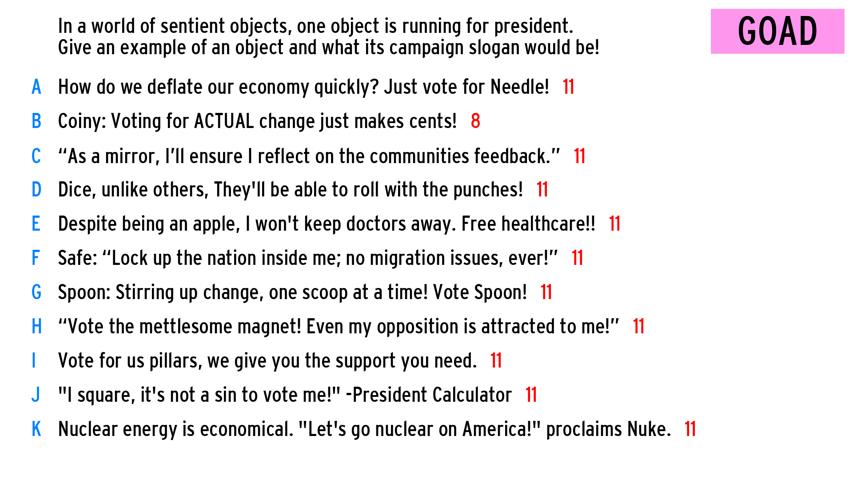 In a world of sentient objects, one object is running for president.
Give an example of an object and what its campaign slogan would be!
GOAD
A How do we deflate our economy quickly? Just vote for Needle! 11
B Coiny: Voting for ACTUAL change just makes cents! 8
C “As a mirror, I’ll ensure I reflect on the communities feedback.” 11
D Dice, unlike others, They'll be able to roll with the punches! 11
E Despite being an apple, I won't keep doctors away. Free healthcare!! 11
F Safe: “Lock up the nation inside me; no migration issues, ever!” 11
G Spoon: Stirring up change, one scoop at a time! Vote Spoon! 11
H “Vote the mettlesome magnet! Even my opposition is attracted to me!” 11
I Vote for us pillars, we give you the support you need. 11
J "I square, it's not a sin to vote me!" -President Calculator 11
K Nuclear energy is economical. "Let's go nuclear on America!" proclaims Nuke. 11